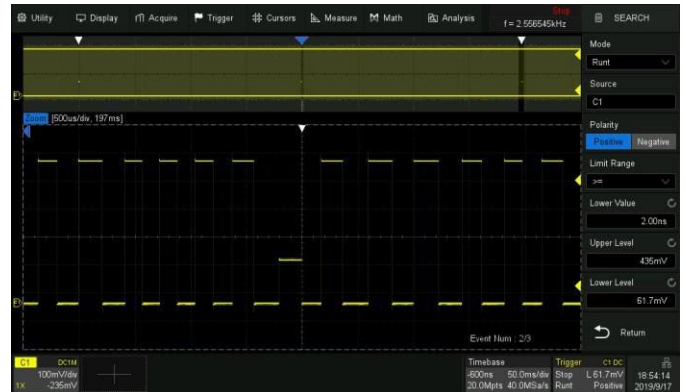 Utility Display Acquire Trigger Cursors Measure Math Analysis
Stop
f = 2.556545kHz
SEARCH
Mode
Runt
Source
C1
Polarity
Positive Negative
Limit Range
>=
Lower Value
2.00ns
Upper Level
435mV
Lower Level
61.7mV
Return
Zoom [500us/div, 197ms]
Event Num : 2/3
C1 DC1M
100mV/div
1X -235mV
Timebase
-600ns 50.0ms/div
20.0Mpts 40.0MSa/s
Trigger C1 DC
Stop L 61.7mV
Runt Positive
18:54:14
2019/9/17